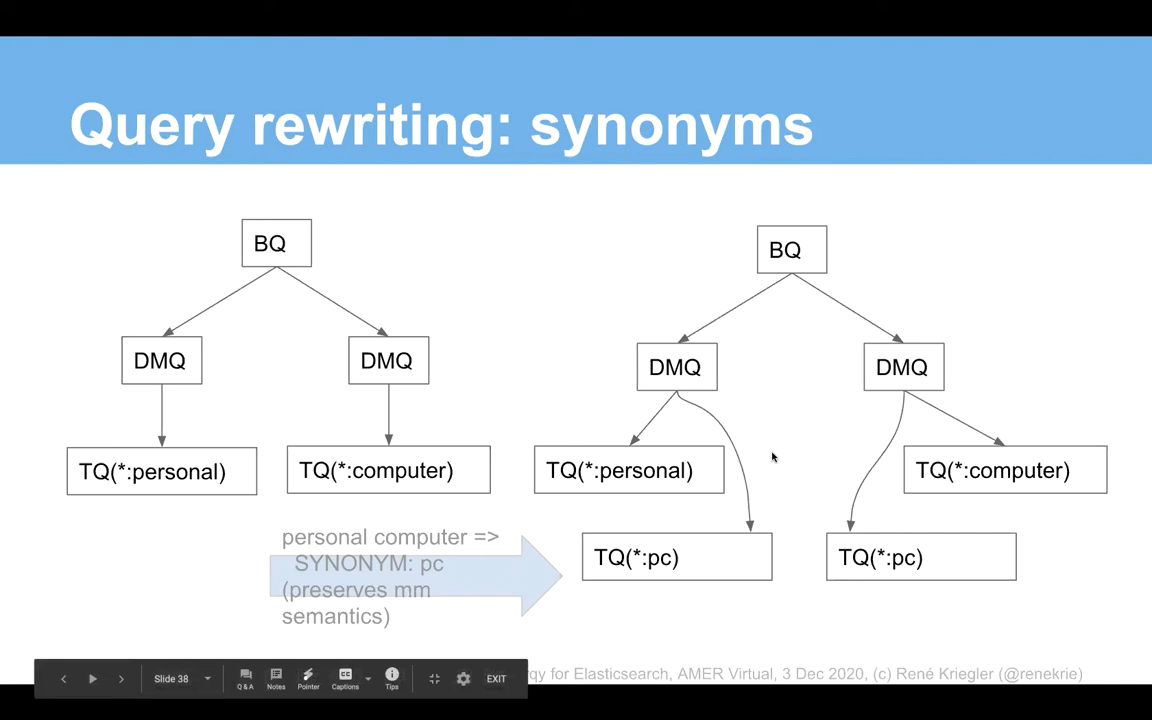 Query rewriting: synonyms
BQ
BQ
DMQ
DMQ
DMQ
DMQ
TQ(*:personal)
TQ(*:computer)
TQ(*:personal)
TQ(*:computer)
personal computer =>
SYNONYM: pc
(preserves mm
semantics)
TQ(*:pc)
TQ(*:pc)
Slide 38
Q & A
Notes
Pointer
CC
Captions
Tips
EXIT
for Elasticsearch, AMER Virtual, 3 Dec 2020, (c) René Kriegler (@renekrie)